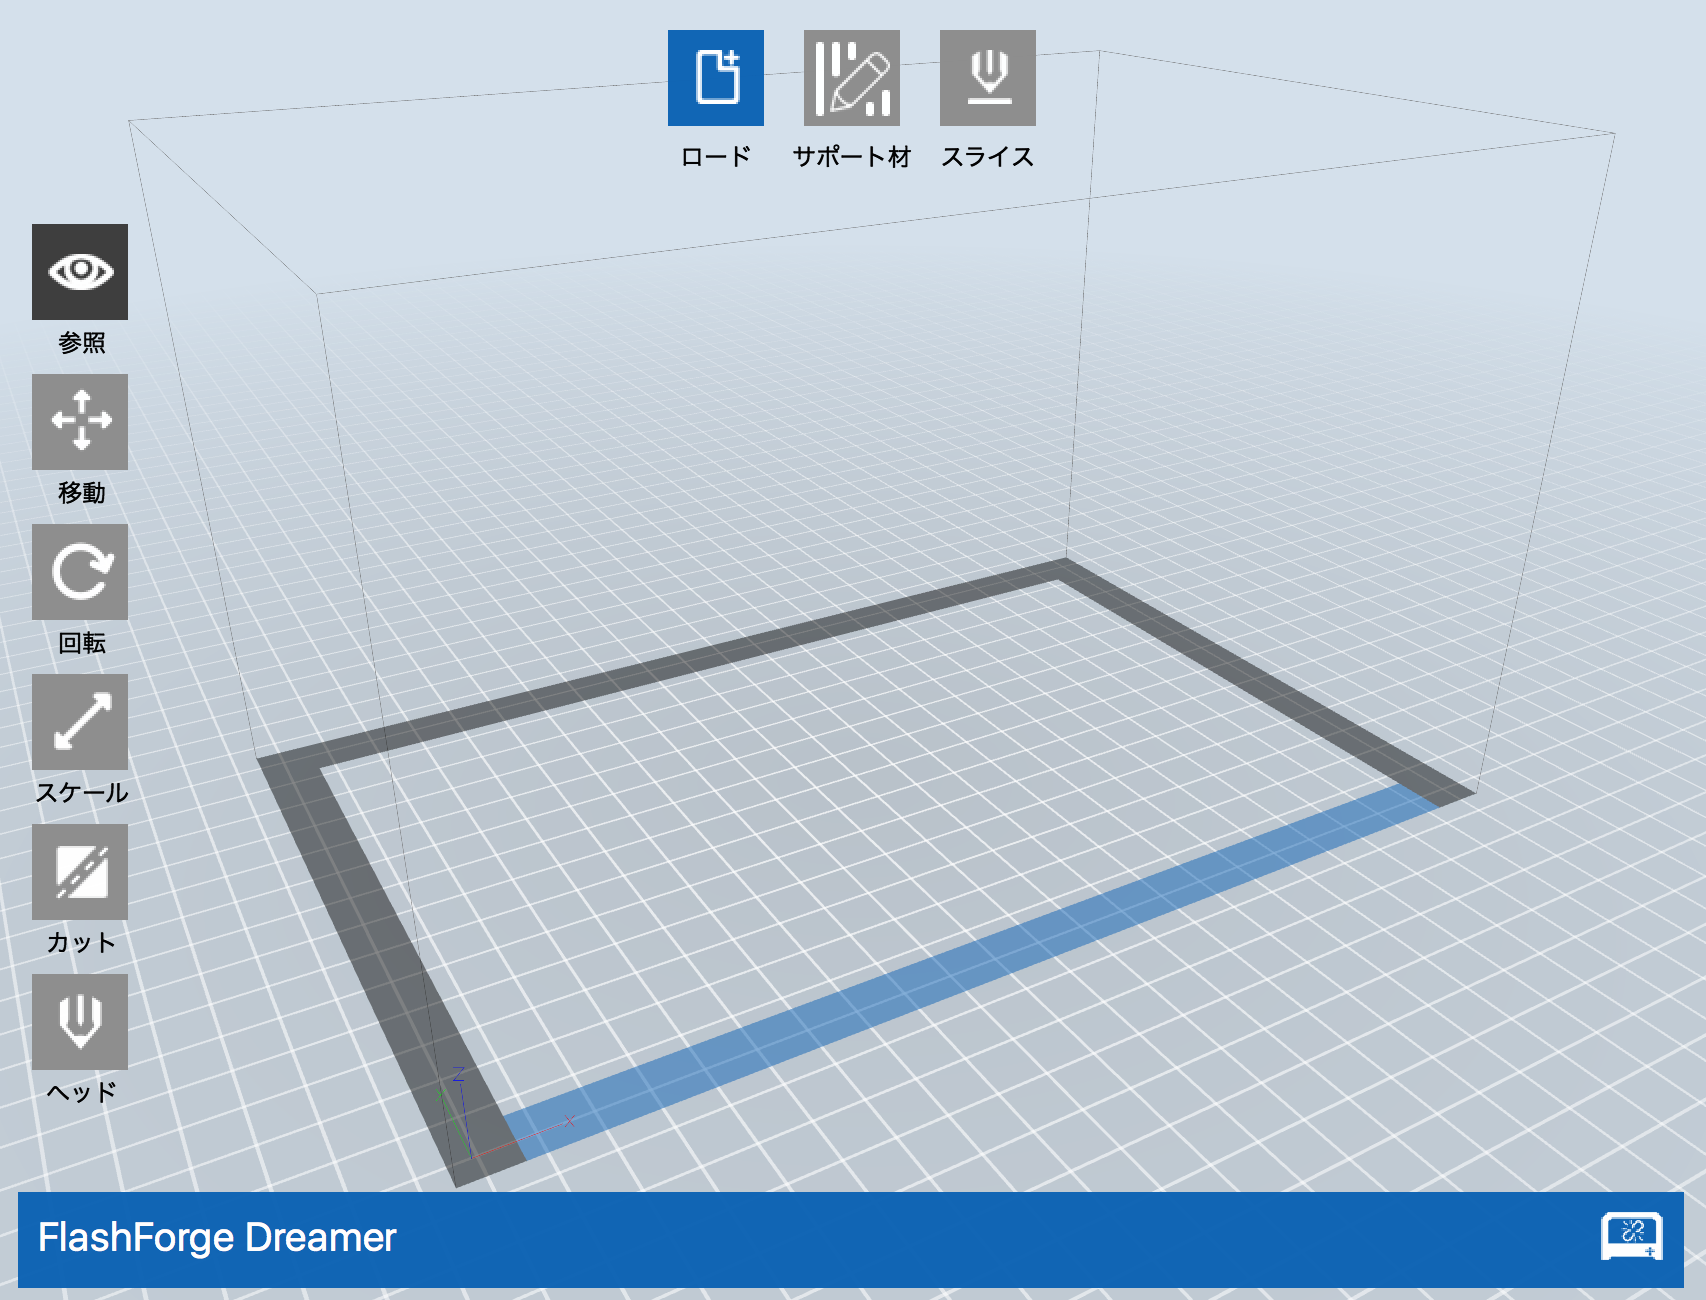 ロード
サポート材
スライス
参照
移動
回転
スケール
カット
ヘッド
Z
Y
X
FlashForge Dreamer